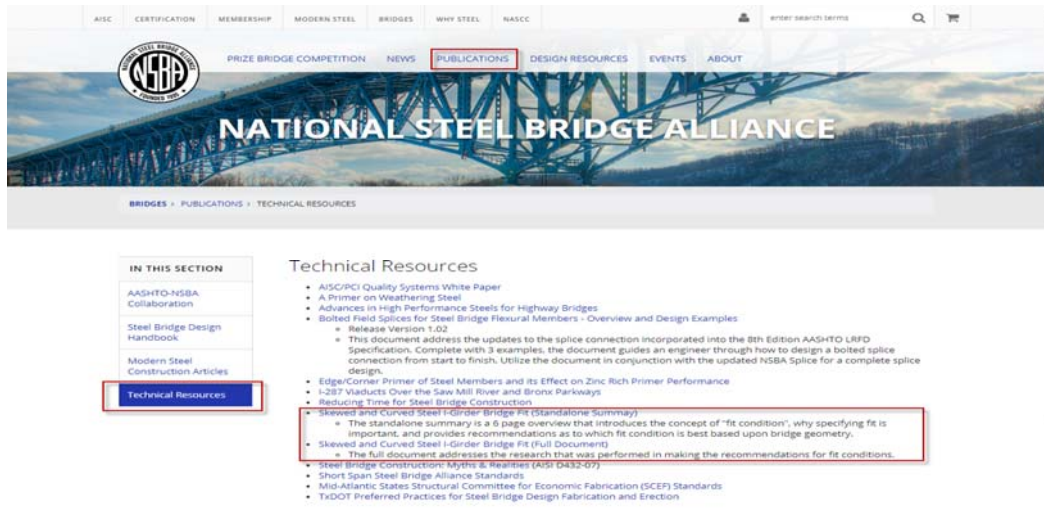 AISC CERTIFICATION MEMBERSHIP MODERN STEEL BRIDGES WHY STEEL NASCC enter search terms
NATIONAL STEEL BRIDGE ALLIANCE
NSBA
FOUNDED 1995
PRIZE BRIDGE COMPETITION NEWS PUBLICATIONS DESIGN RESOURCES EVENTS ABOUT
NATIONAL STEEL BRIDGE ALLIANCE
BRIDGES > PUBLICATIONS > TECHNICAL RESOURCES
IN THIS SECTION
AASHTO-NSBA
Collaboration
Steel Bridge Design
Handbook
Modern Steel
Construction Articles
Technical Resources
Technical Resources
• AISC/PCI Quality Systems White Paper
• A Primer on Weathering Steel
• Advances in High Performance Steels for Highway Bridges
• Bolted Field Splices for Steel Bridge Flexural Members - Overview and Design Examples
Release Version 1.02
This document address the updates to the splice connection incorporated into the 8th Edition AASHTO LRFD
Specification. Complete with 3 examples, the document guides an engineer through how to design a bolted splice
connection from start to finish. Utilize the document in conjunction with the updated NSBA Splice for a complete splice
design.
• Edge/Corner Primer of Steel Members and its Effect on Zinc Rich Primer Performance
• I-287 Viaducts Over the Saw Mill River and Bronx Parkways
• Reducing Time for Steel Bridge Construction
• Skewed and Curved Steel I-Girder Bridge Fit (Standalone Summay)
The standalone summary is a 6 page overview that introduces the concept of "fit condition", why specifying fit is
important, and provides recommendations as to which fit condition is best based upon bridge geometry.
• Skewed and Curved Steel I-Girder Bridge Fit (Full Document)
The full document addresses the research that was performed in making the recommendations for fit conditions.
• Steel Bridge Construction: Myths & Realities (AISI D432-07)
• Short Span Steel Bridge Alliance Standards
• Mid-Atlantic States Structural Committee for Economic Fabrication (SCEF) Standards
• TxDOT Preferred Practices for Steel Bridge Design Fabrication and Erection